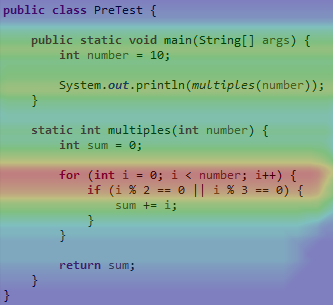 public class PreTest {
public static void main(String[] args) {
int number = 10;
System.out.println(multiples(number));
}
static int multiples(int number) {
int sum = 0;
for (int i = 0; i < number; i++) {
if (i % 2 == 0 || i % 3 == 0) {
sum += i;
}
}
return sum;
}
}